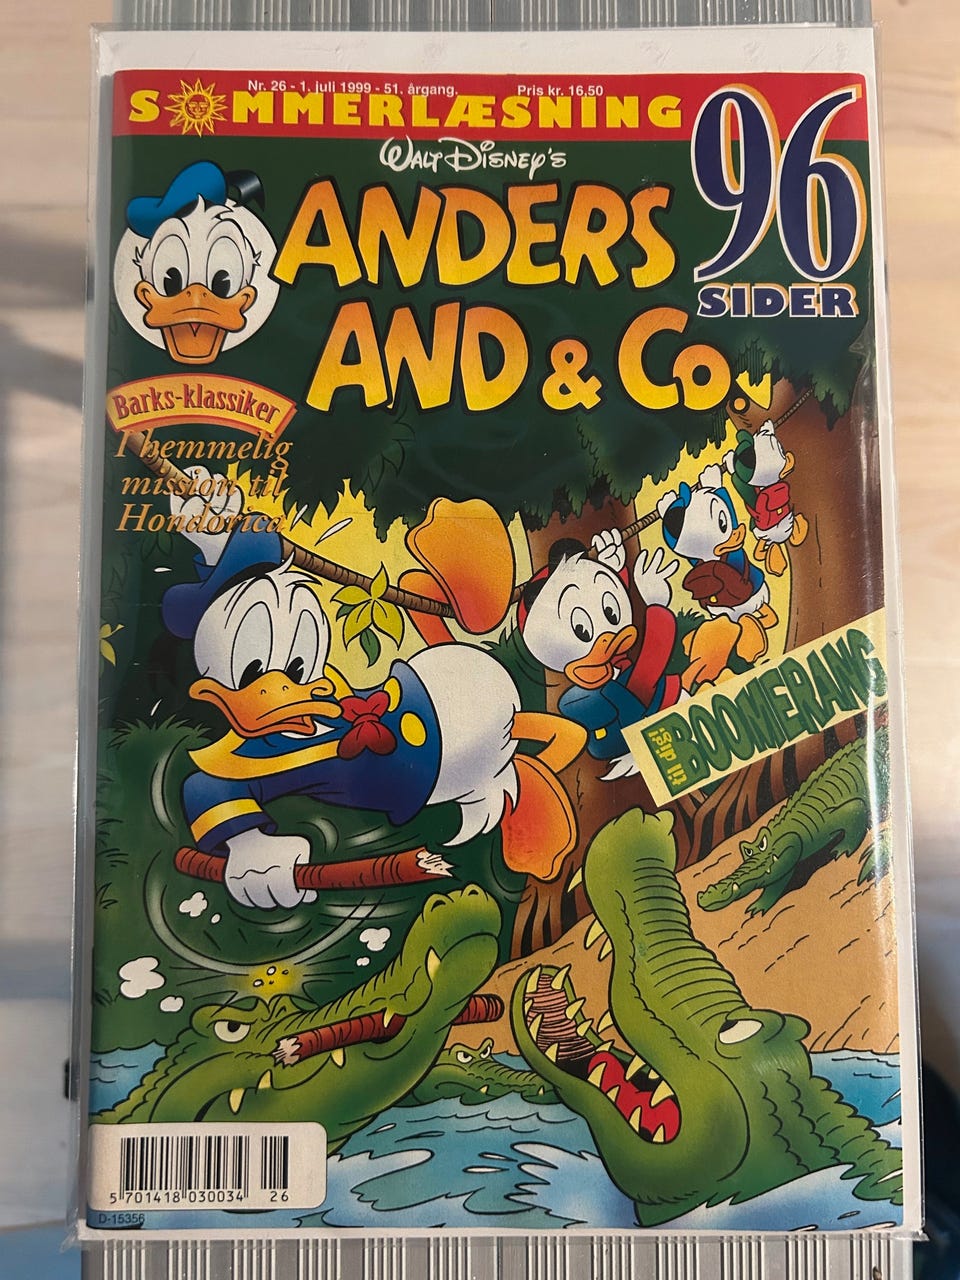 Nr. 26 - 1. juli 1999 - 51. årgang. Pris kr. 16,50
SOMMERLÆSNING
96
SIDER
WALT DISNEY'S
ANDERS
AND & Co.
Barks-klassiker
I hemmelig
mission til
Hondorica
Tillid til
BOOMERANG
5 701418 030034 26
D-15356